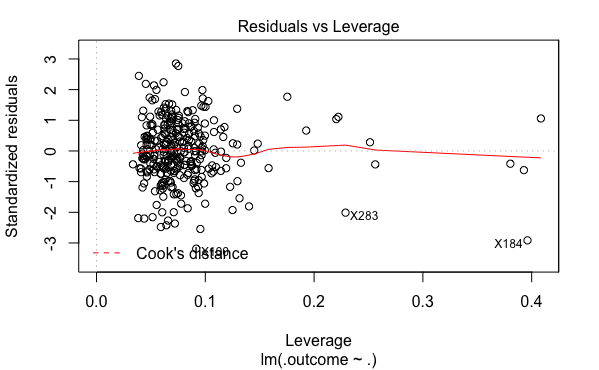 Residuals vs Leverage
Standardized residuals
3
2
1
0
-1
-2
-3
X283
X184
Cook's distance
0.0 0.1 0.2 0.3 0.4
Leverage
lm(.outcome ~ .)